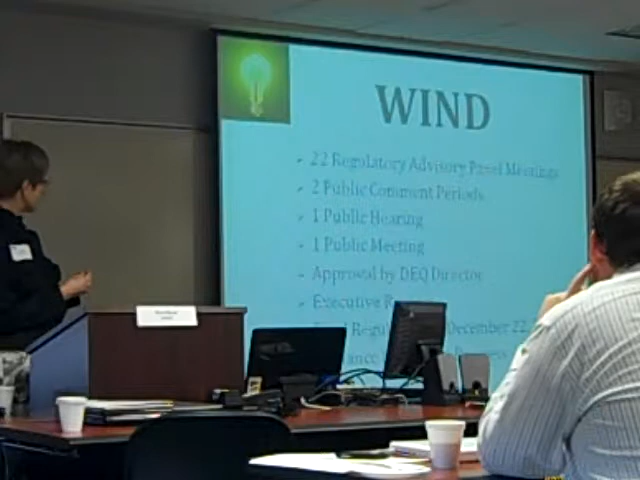 WIND
22 Regulatory Advisory Panel Meetings
2 Public Comment Periods
1 Public Hearing
1 Public Meeting
Approval by DEQ Director
Executive
December 22,